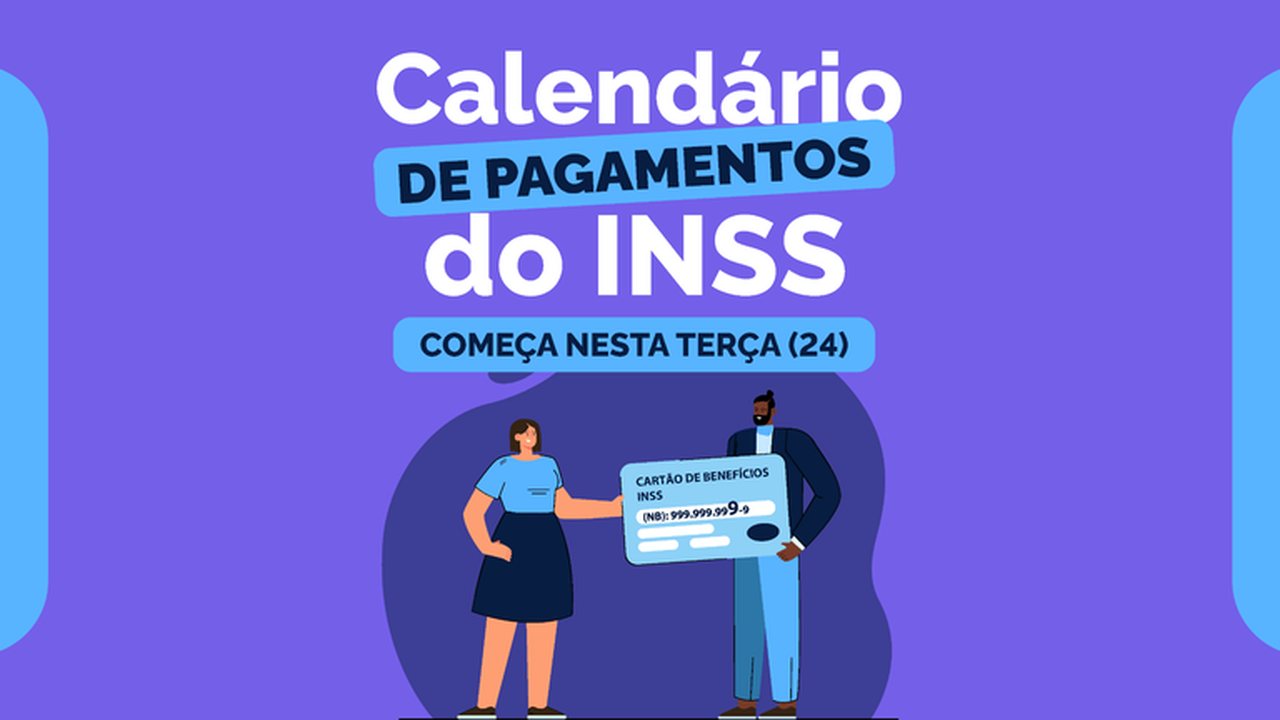 Calendário
DE PAGAMENTOS
do INSS
COMEÇA NESTA TERÇA (24)
CARTÃO DE BENEFÍCIOS
INSS
(NB): 999.999.999-9